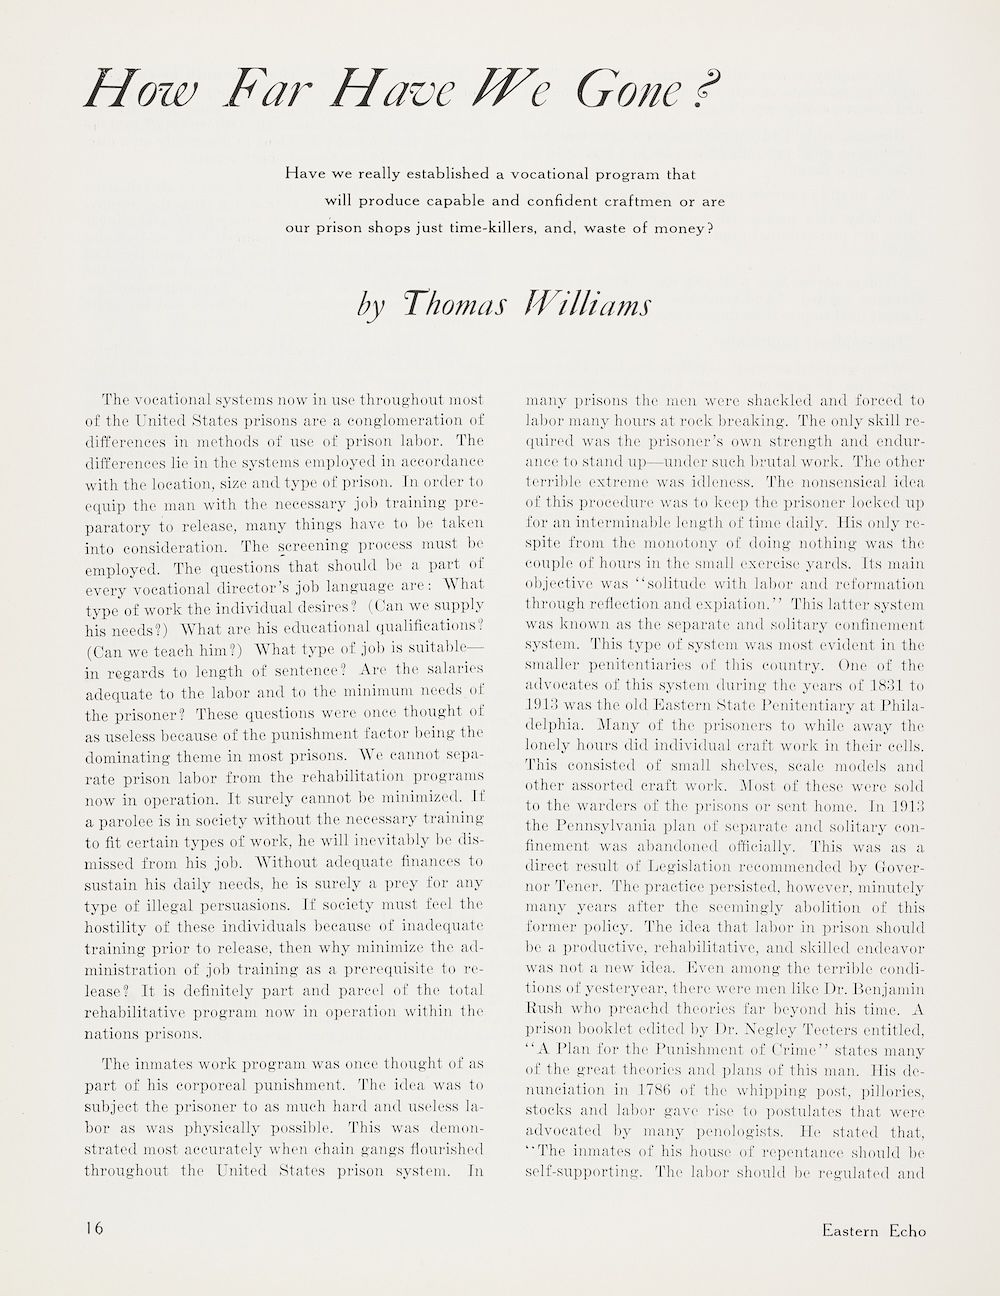 How Far Have We Gone?
Have we really established a vocational program that
will produce capable and confident craftmen or are
our prison shops just time-killers, and, waste of money?
by Thomas Williams
The vocational systems now in use throughout most
of the United States prisons are a conglomeration of
differences in methods of use of prison labor. The
differences lie in the systems employed in accordance
with the location, size and type of prison. In order to
equip the man with the necessary job training pre-
paratory to release, many things have to be taken
into consideration. The screening process must be
employed. The questions that should be a part of
every vocational director's job language are: What
type of work the individual desires? (Can we supply
his needs?) What are his educational qualifications?
(Can we teach him?) What type of job is suitable—
in regards to length of sentence? Are the salaries
adequate to the labor and to the minimum needs of
the prisoner? These questions were once thought of
as useless because of the punishment factor being the
dominating theme in most prisons. We cannot sepa-
rate prison labor from the rehabilitation programs
now in operation. It surely cannot be minimized. If
a parolee is in society without the necessary training
to fit certain types of work, he will inevitably be dis-
missed from his job. Without adequate finances to
sustain his daily needs, he is surely a prey for any
type of illegal persuasions. If society must feel the
hostility of these individuals because of inadequate
training prior to release, then why minimize the ad-
ministration of job training as a prerequisite to re-
lease? It is definitely part and parcel of the total
rehabilitative program now in operation within the
nations prisons.
The inmates work program was once thought of as
part of his corporeal punishment. The idea was to
subject the prisoner to as much hard and useless la-
bor as was physically possible. This was demon-
strated most accurately when chain gangs flourished
throughout the United States prison system. In
many prisons the men were shackled and forced to
labor many hours at rock breaking. The only skill re-
quired was the prisoner's own strength and endur-
ance to stand up—under such brutal work. The other
terrible extreme was idleness. The nonsensical idea
of this procedure was to keep the prisoner locked up
for an interminable length of time daily. His only re-
spite from the monotony of doing nothing was the
couple of hours in the small exercise yards. Its main
objective was "solitude with labor and reformation
through reflection and expiation." This latter system
was known as the separate and solitary confinement
system. This type of system was most evident in the
smaller penitentiaries of this country. One of the
advocates of this system during the years of 1831 to
1913 was the old Eastern State Penitentiary at Phila-
delphia. Many of the prisoners to while away the
lonely hours did individual craft work in their cells.
This consisted of small shelves, scale models and
other assorted craft work. Most of these were sold
to the warders of the prisons or sent home. In 1913
the Pennsylvania plan of separate and solitary con-
finement was abandoned officially. This was as a
direct result of Legislation recommended by Gover-
nor Tener. The practice persisted, however, minutely
many years after the seemingly abolition of this
former policy. The idea that labor in prison should
be a productive, rehabilitative, and skilled endeavor
was not a new idea. Even among the terrible condi-
tions of yesteryear, there were men like Dr. Benjamin
Rush who preachd theories far beyond his time. A
prison booklet edited by Dr. Negley Teeters entitled,
"A Plan for the Punishment of Crime" states many
of the great theories and plans of this man. His de-
nunciation in 1786 of the whipping post, pillories,
stocks and labor gave rise to postulates that were
advocated by many penologists. He stated that,
"The inmates of his house of repentance should be
self-supporting. The labor should be regulated and
16
Eastern Echo